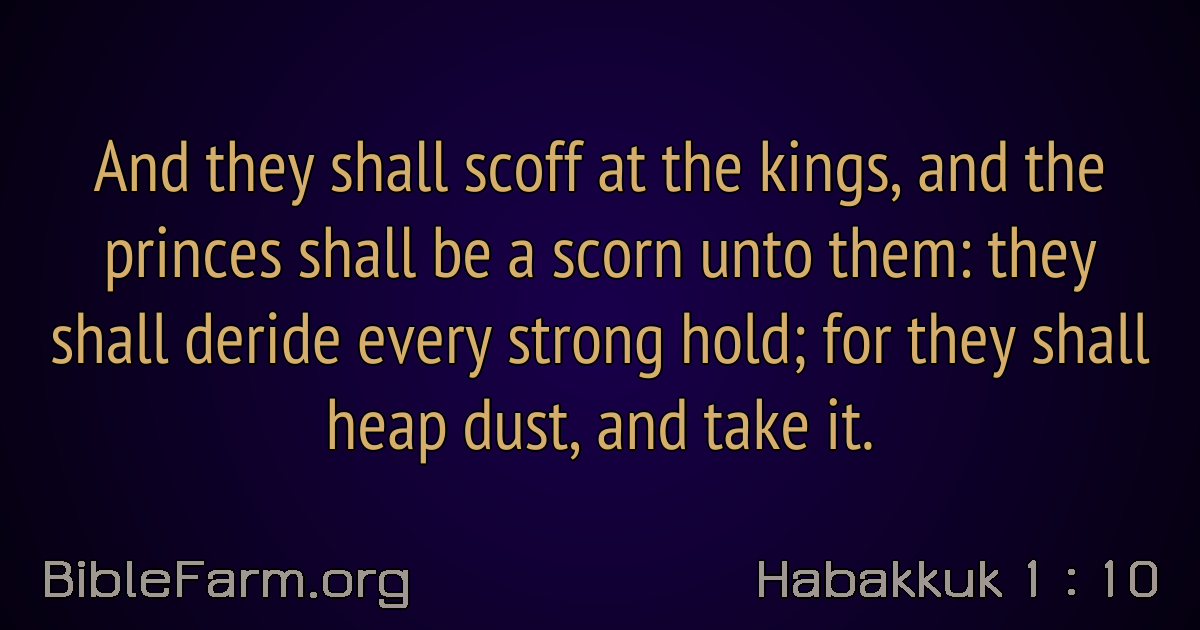 And they shall scoff at the kings, and the
princes shall be a scorn unto them: they
shall deride every strong hold; for they shall
heap dust, and take it.
BibleFarm.org
Habakkuk 1 : 10